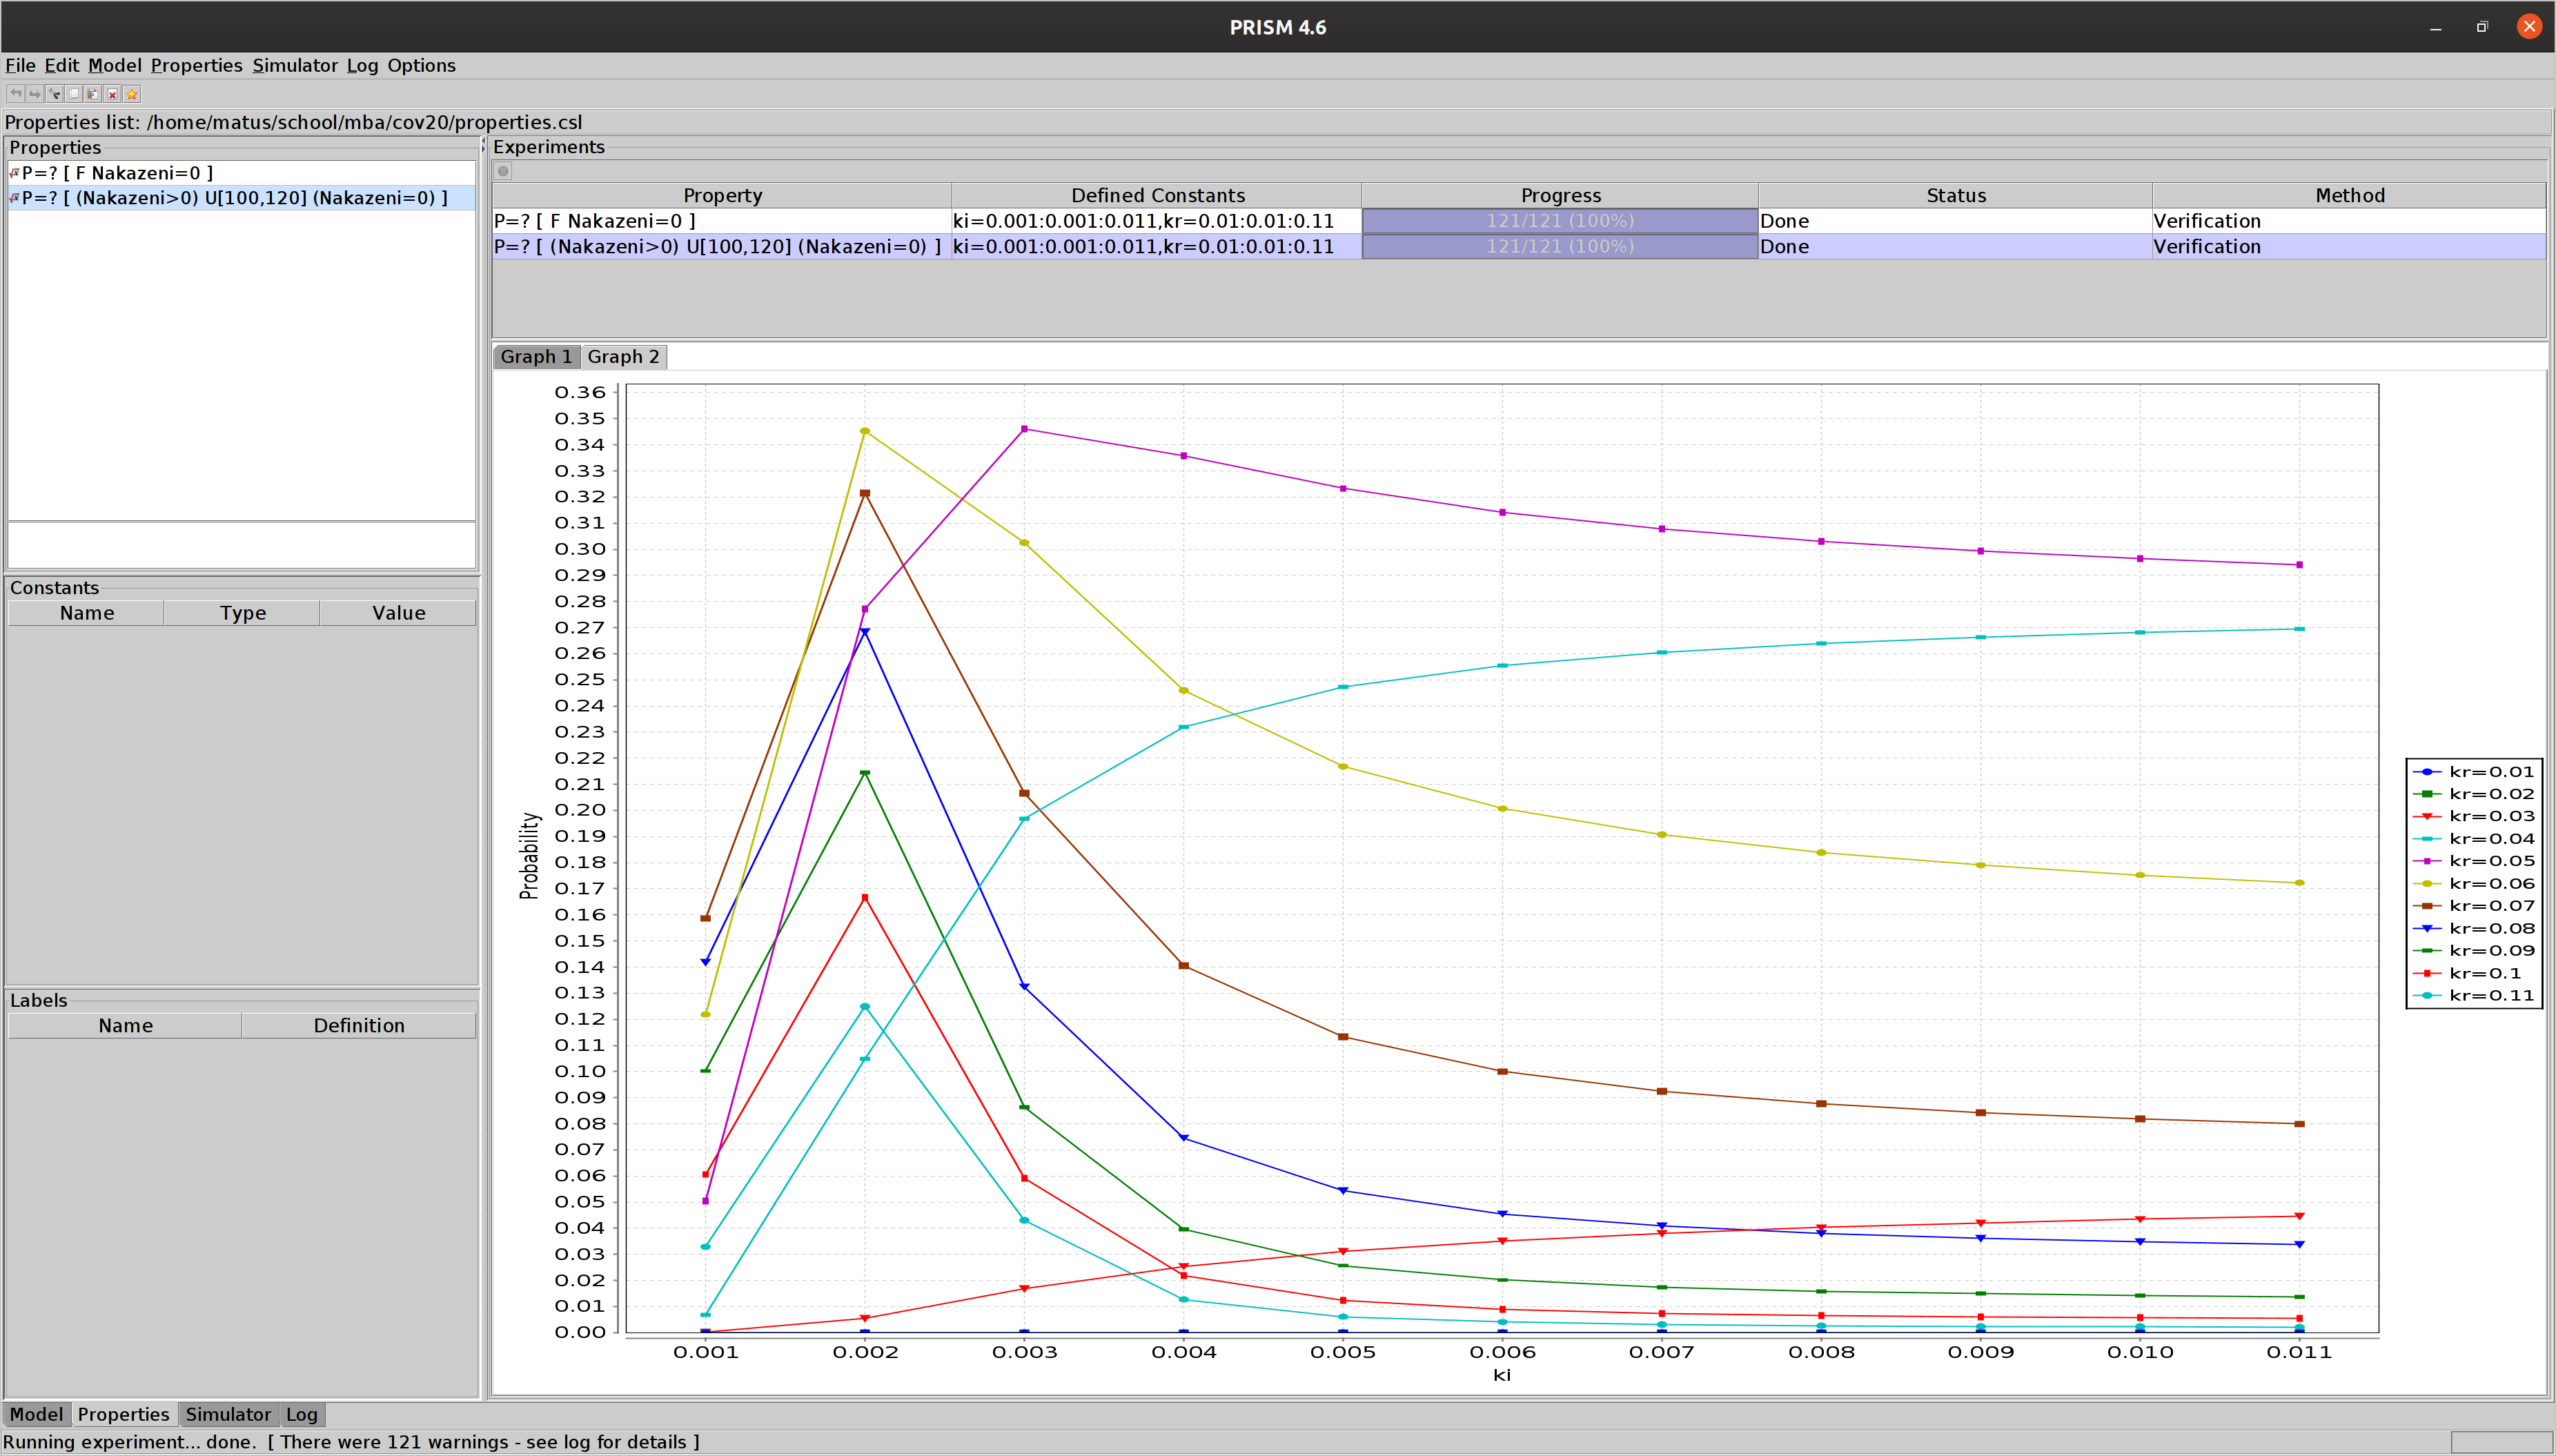 PRISM 4.6
File Edit Model Properties Simulator Log Options
Properties list: /home/matus/school/mba/cov20/properties.csl
Properties
P=? [ F Nakazeni=0 ]
P=? [ (Nakazeni>0) U[100,120] (Nakazeni=0) ]
Constants
Name Type Value
Labels
Name Definition
Experiments
Property Defined Constants Progress Status Method
P=? [ F Nakazeni=0 ] ki=0.001:0.001:0.011,kr=0.01:0.01:0.11 121/121 (100%) Done Verification
P=? [ (Nakazeni>0) U[100,120] (Nakazeni=0) ] ki=0.001:0.001:0.011,kr=0.01:0.01:0.11 121/121 (100%) Done Verification
Graph 1 Graph 2
0.36
0.35
0.34
0.33
0.32
0.31
0.30
0.29
0.28
0.27
0.26
0.25
0.24
0.23
0.22
0.21
0.20
0.19
0.18
0.17
0.16
0.15
0.14
0.13
0.12
0.11
0.10
0.09
0.08
0.07
0.06
0.05
0.04
0.03
0.02
0.01
0.00
Probability
0.001 0.002 0.003 0.004 0.005 0.006 0.007 0.008 0.009 0.010 0.011
ki
kr=0.01
kr=0.02
kr=0.03
kr=0.04
kr=0.05
kr=0.06
kr=0.07
kr=0.08
kr=0.09
kr=0.1
kr=0.11
Model Properties Simulator Log
Running experiment... done. [ There were 121 warnings - see log for details ]